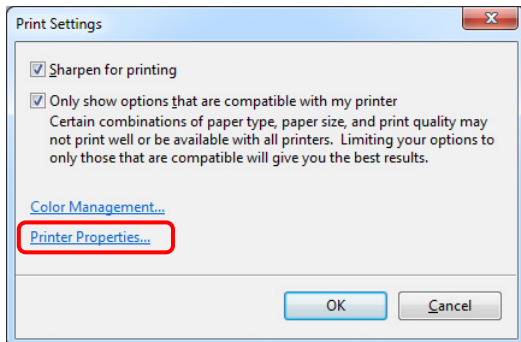 Print Settings
Sharpen for printing
Only show options that are compatible with my printer
Certain combinations of paper type, paper size, and print quality may
not print well or be available with all printers. Limiting your options to
only those that are compatible will give you the best results.
Color Management...
Printer Properties...
OK Cancel